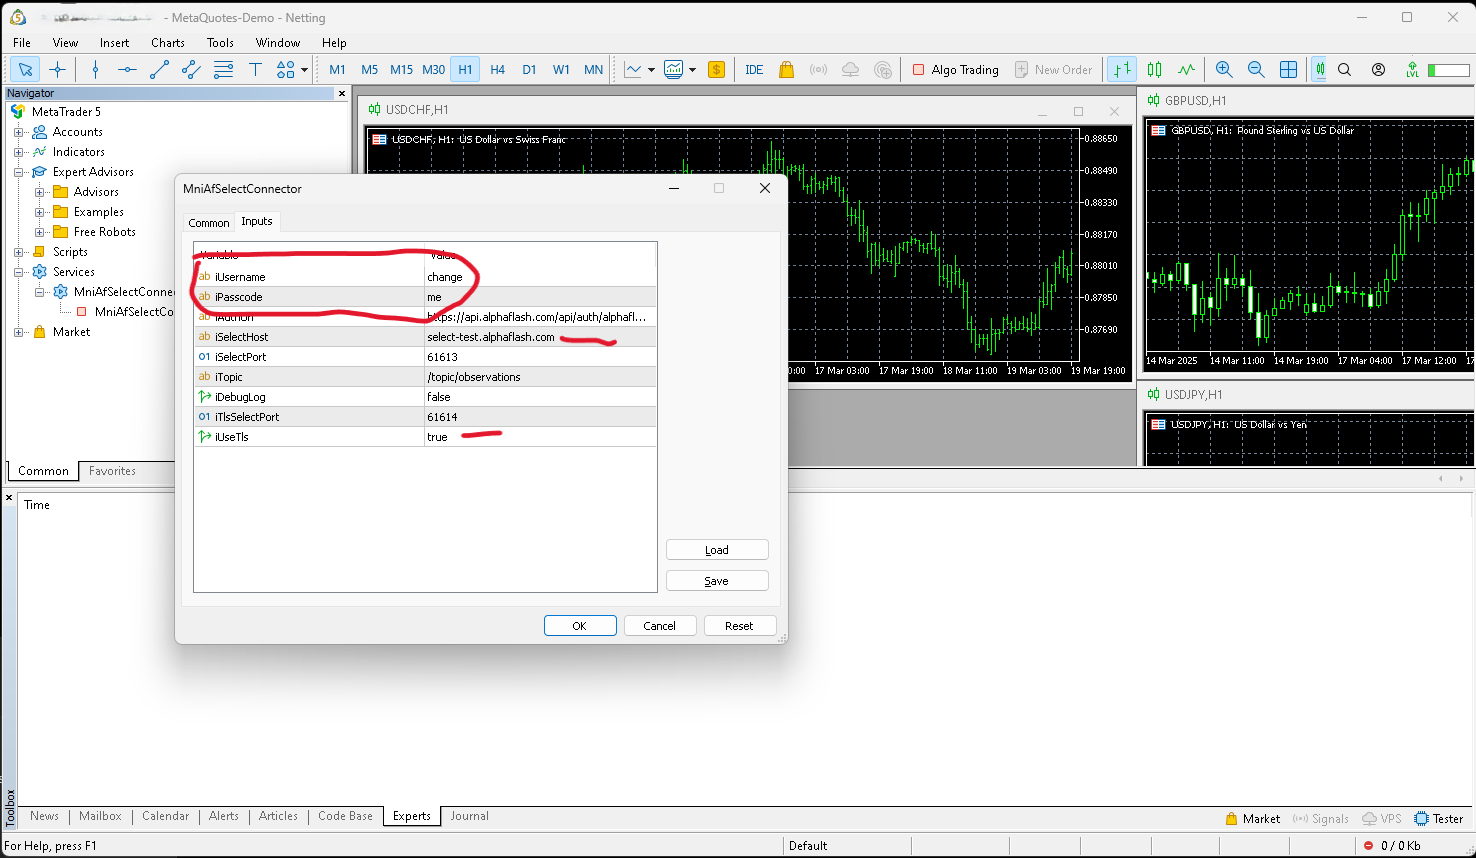 - MetaQuotes-Demo - Netting
File View Insert Charts Tools Window Help
M1 M5 M15 M30 H1 H4 D1 W1 MN IDE Algo Trading New Order LVL
Navigator
MetaTrader 5
Accounts
Indicators
Expert Advisors
Advisors
Examples
Free Robots
Scripts
Services
MniAfSelectConne
MniAfSelectCo
Market
Common Favorites
USDCHF,H1
USDCHF, H1: US Dollar vs Swiss Franc
0.88650
0.88490
0.88330
0.88170
0.88010
0.87850
0.87690
17 Mar 03:00 17 Mar 19:00 18 Mar 11:00 19 Mar 03:00 19 Mar 19:00
GBPUSD,H1
GBPUSD, H1: Pound Sterling vs US Dollar
14 Mar 2025 14 Mar 11:00 14 Mar 19:00 17 Mar 04:00 17 Mar 12:00
USDJPY,H1
USDJPY, H1: US Dollar vs Yen
MniAfSelectConnector
Common Inputs
Variable Value
iUsername change
iPasscode me
iAuthUrl https://api.alphaflash.com/api/auth/alphafl...
iSelectHost select-test.alphaflash.com
01 iSelectPort 61613
iTopic /topic/observations
iDebugLog false
01 iTlsSelectPort 61614
iUseTls true
Load
Save
OK Cancel Reset
Time
Toolbox
News Mailbox Calendar Alerts Articles Code Base Experts Journal
Market Signals VPS Tester
For Help, press F1 Default 0 / 0 Kb